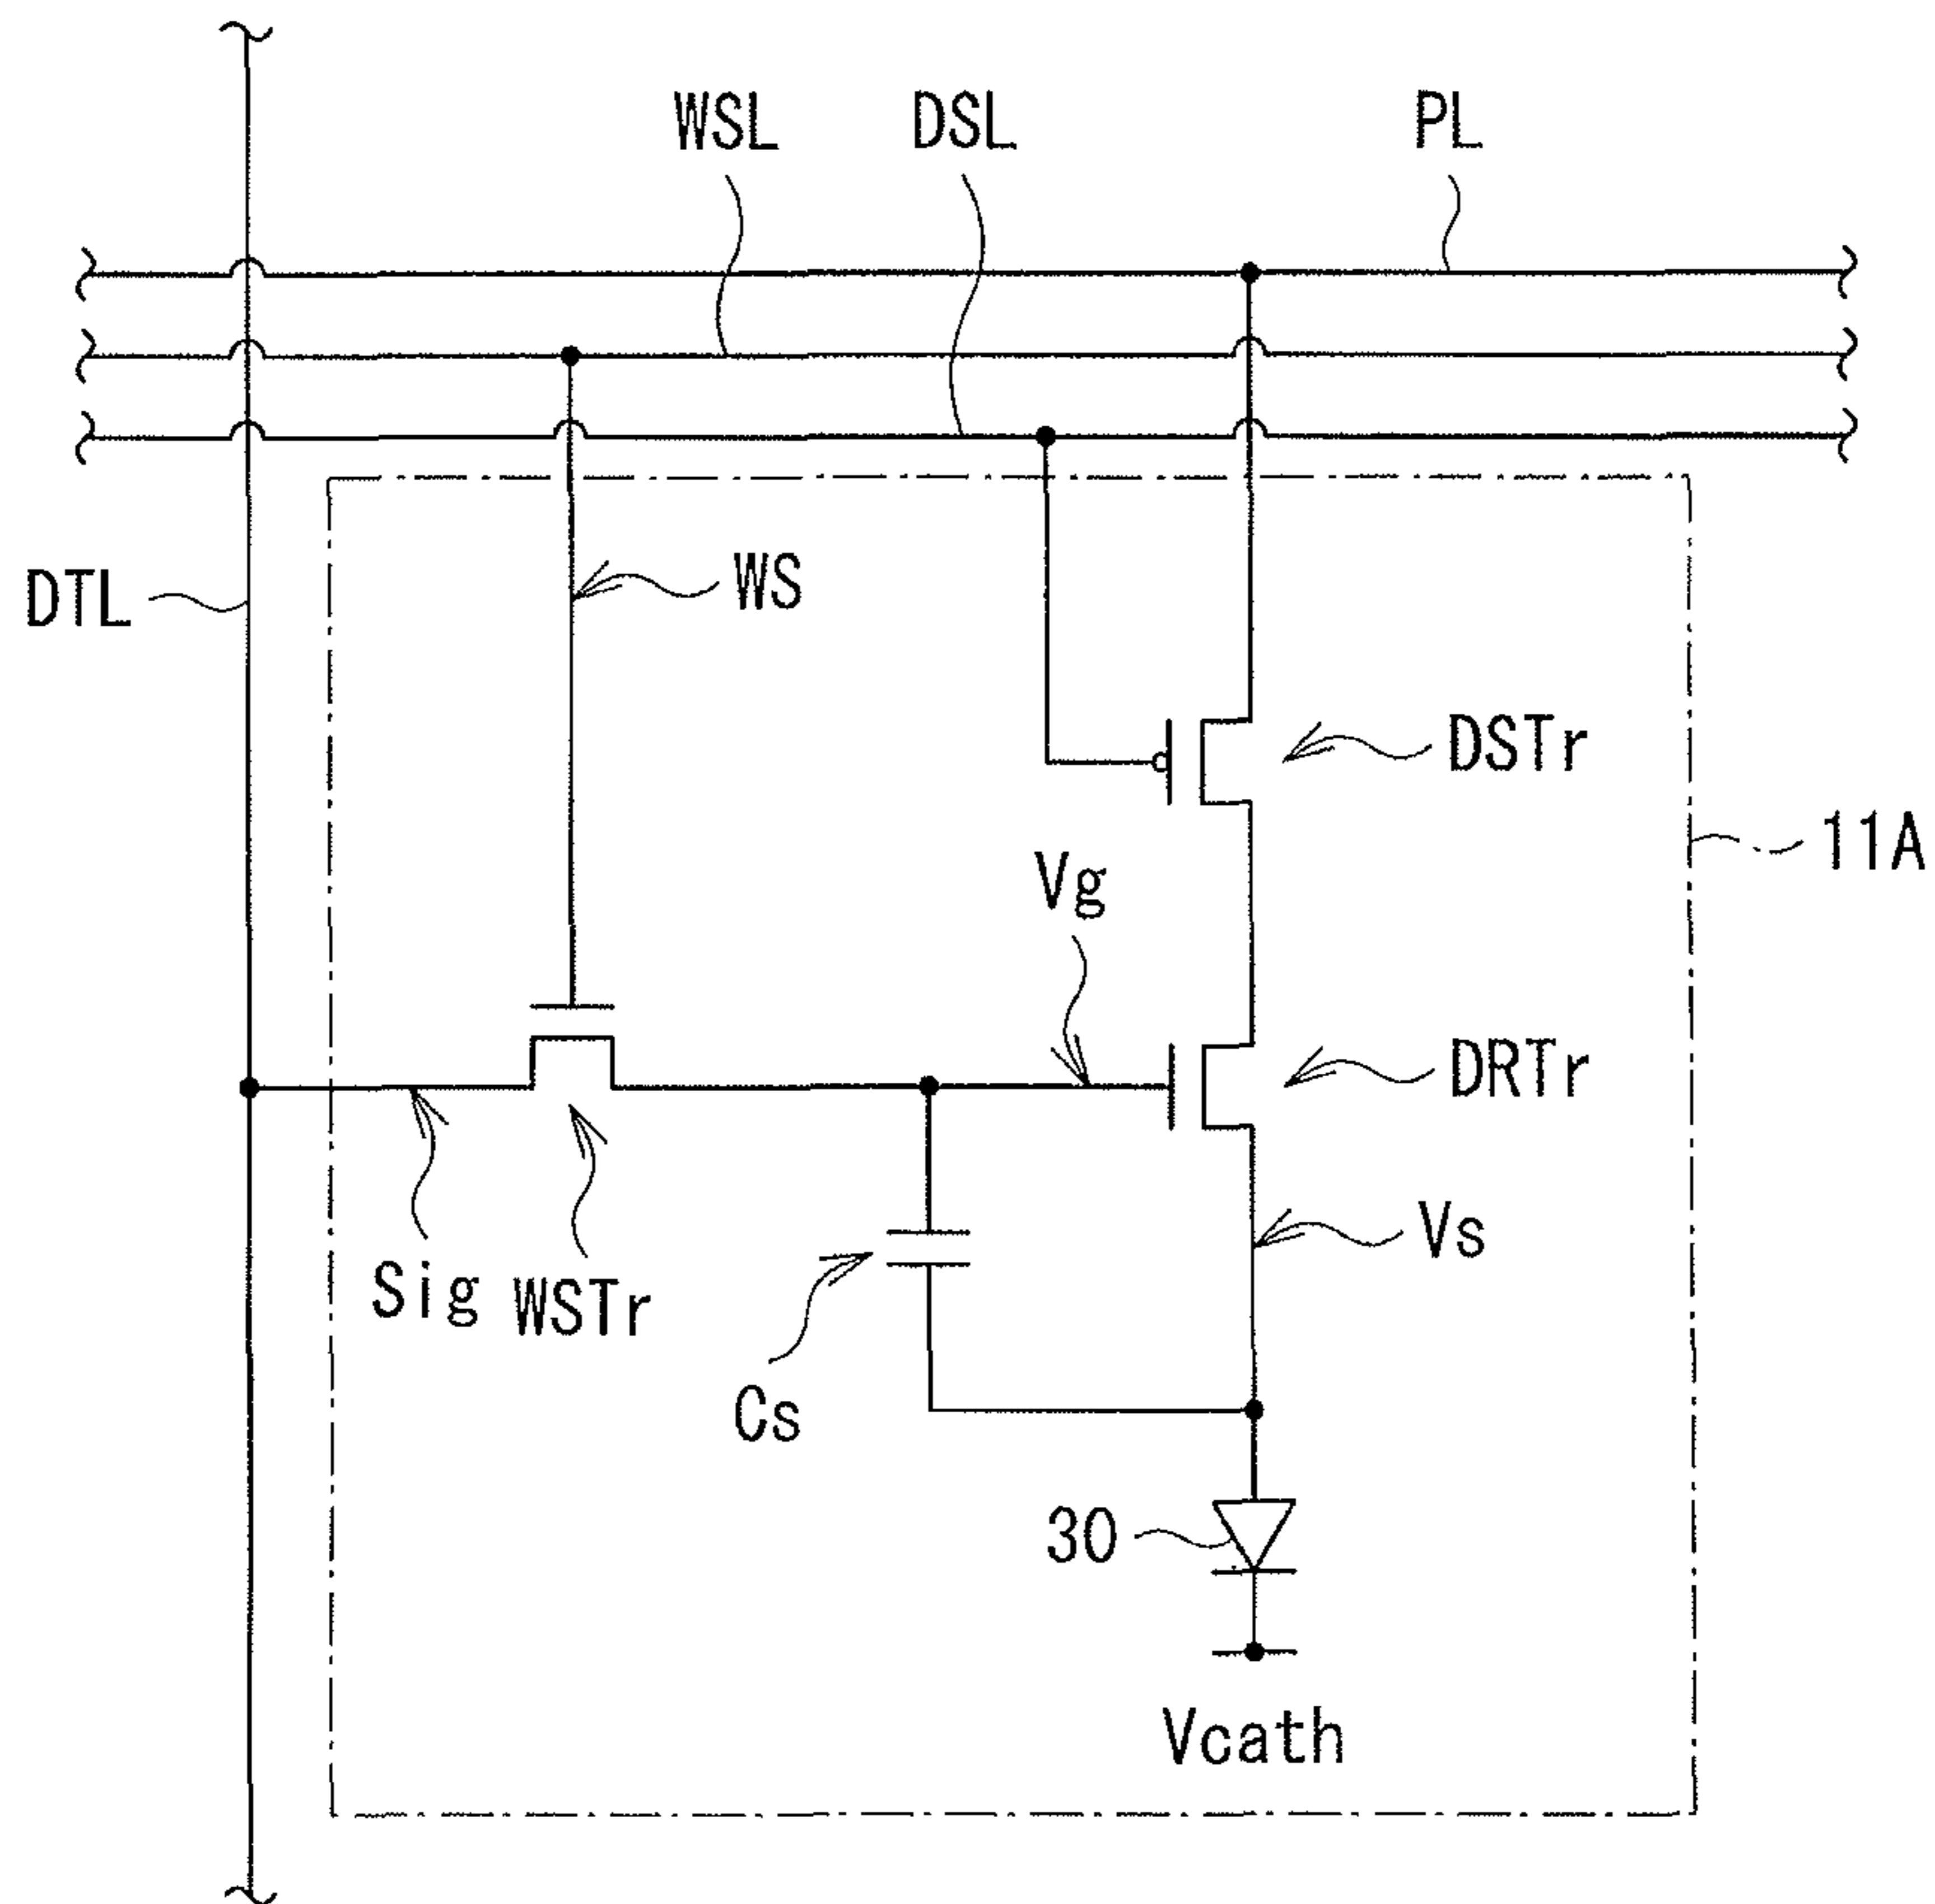 WSL
DSL
PL
DTL
WS
DSTr
11A
Vg
DRTr
Vs
Sig
WSTr
Cs
30
Vcath